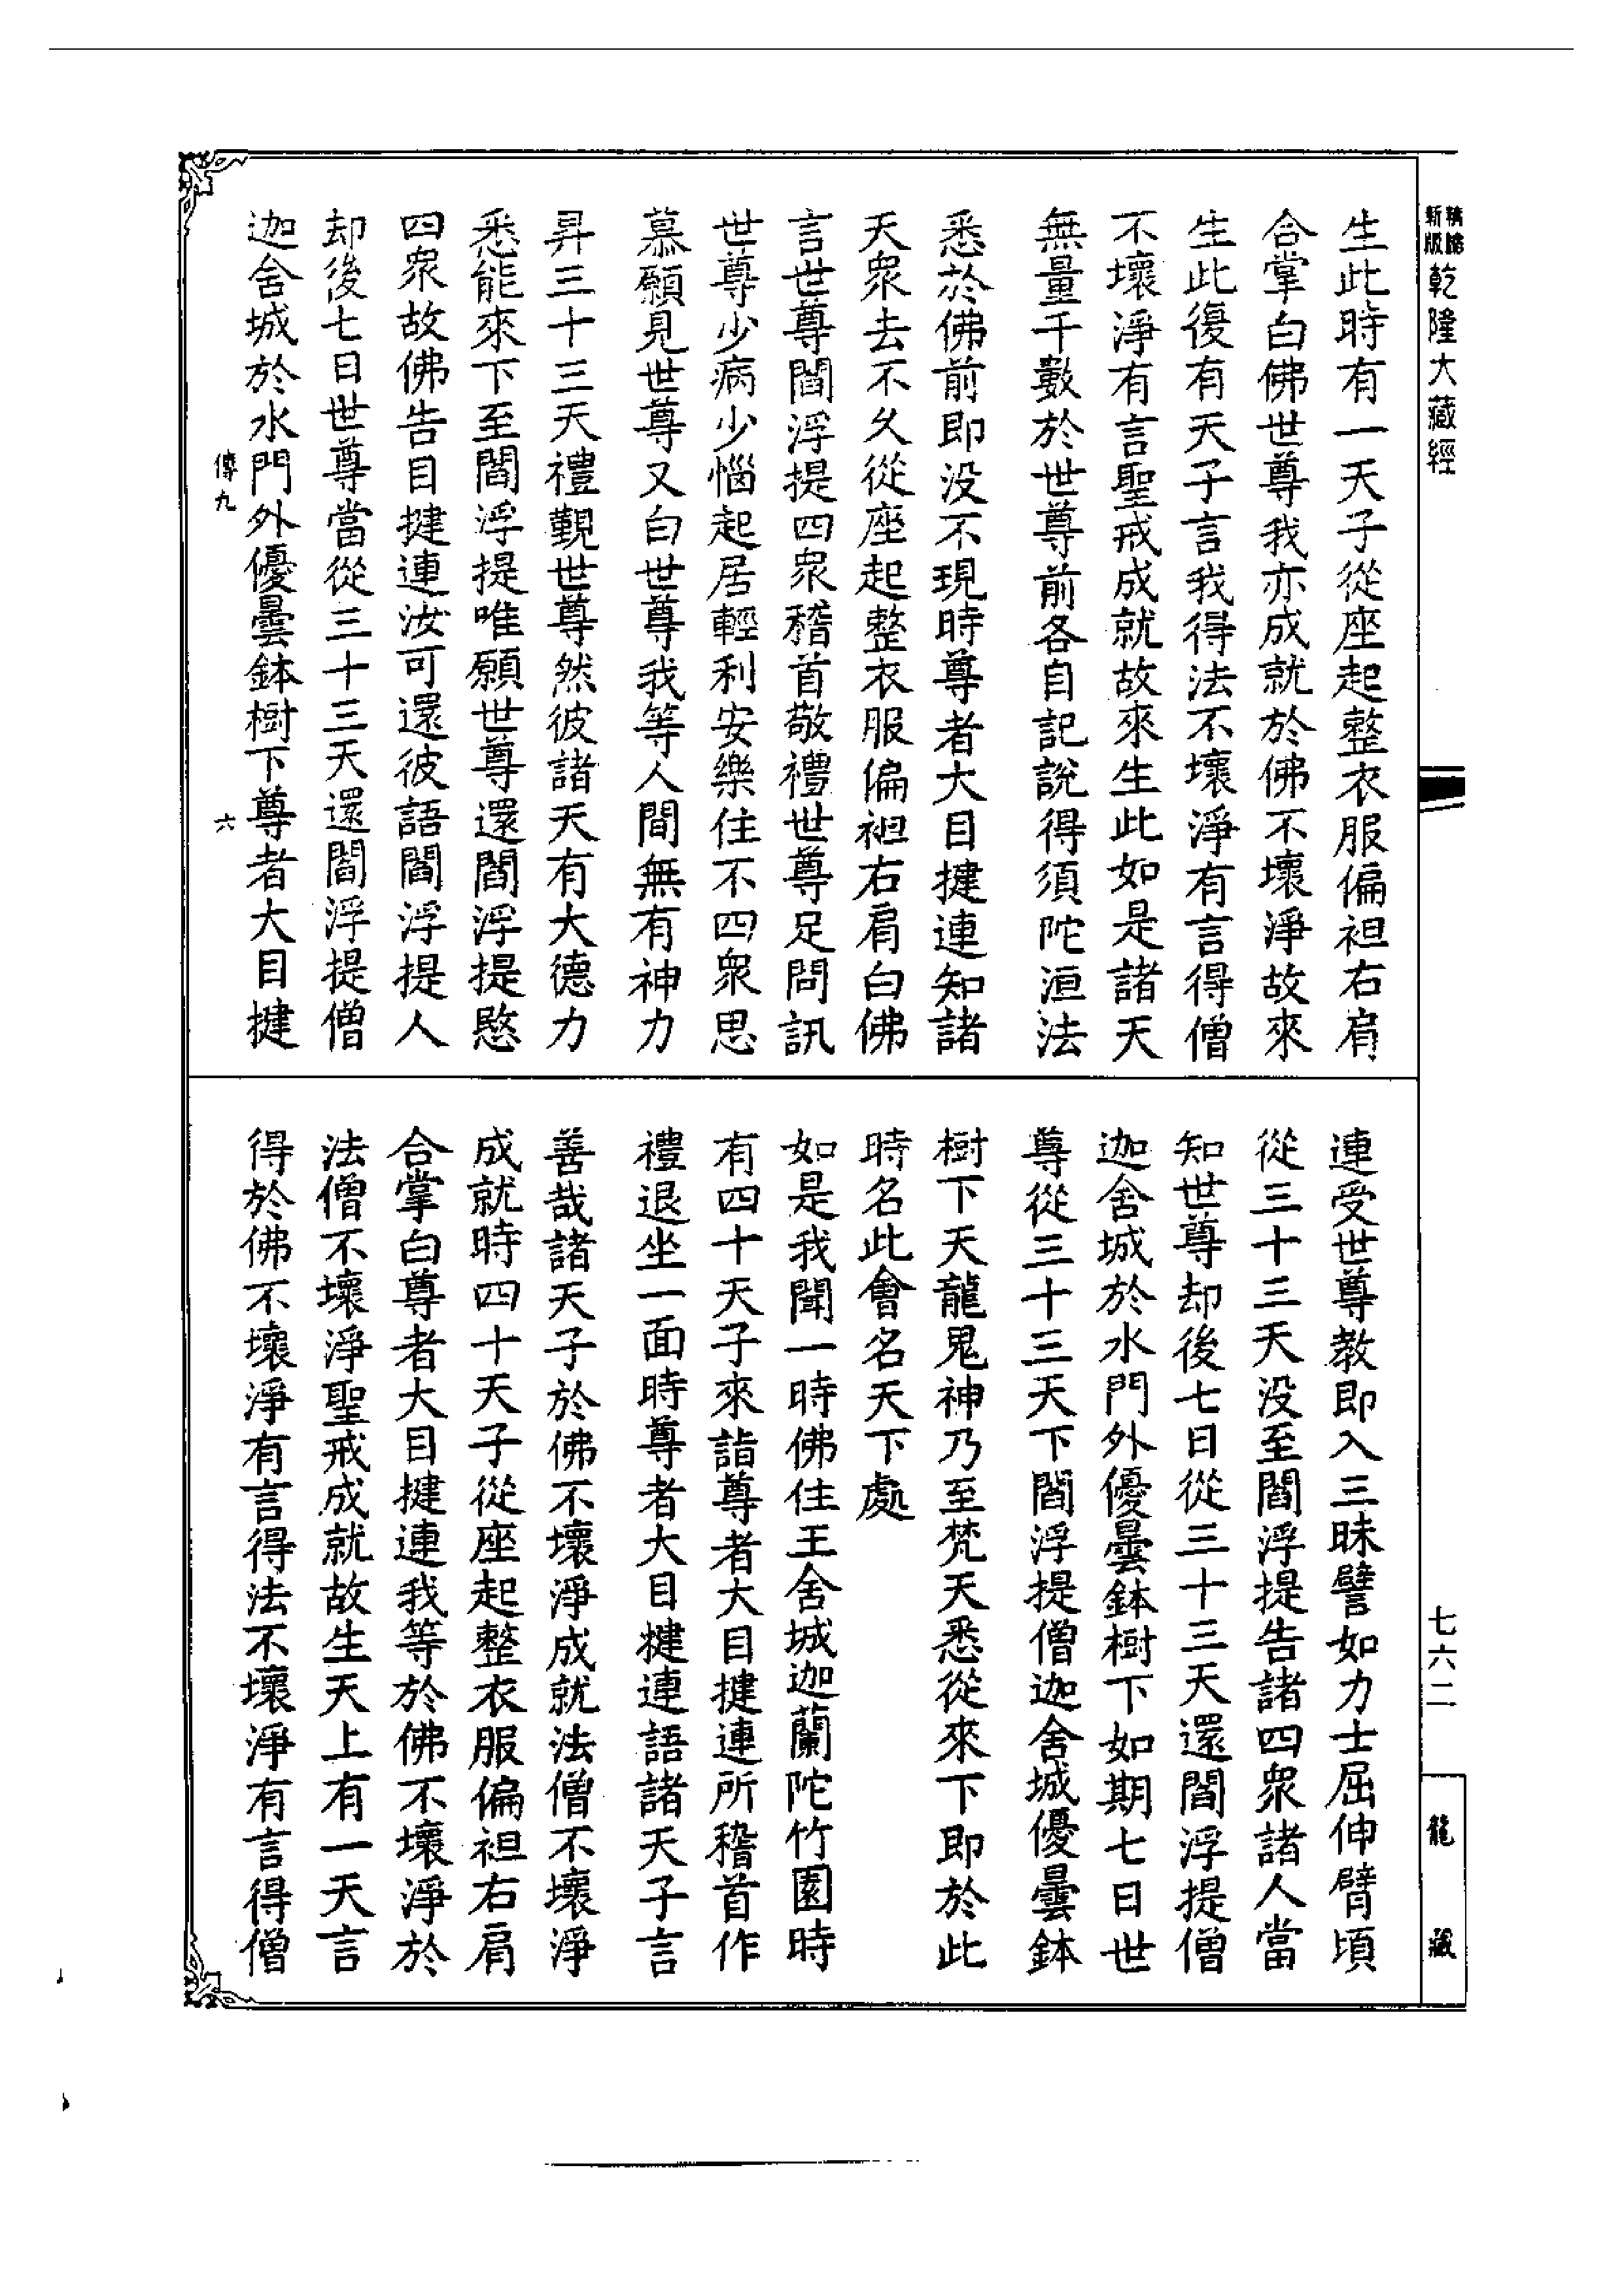 精縮新版乾隆大藏經
七六二
龍藏
生此時有一天子從座起整衣服偏袒右肩
合掌白佛世尊我亦成就於佛不壞淨故來
生此復有天子言我得法不壞淨有言得僧
不壞淨有言聖戒成就故來生此如是諸天
無量千數於世尊前各自記說得須陀洹法
悉於佛前即没不現時尊者大目揵連知諸
天衆去不久從座起整衣服偏袒右肩白佛
言世尊閻浮提四衆稽首敬禮世尊足問訊
世尊少病少惱起居輕利安樂住不四衆思
慕願見世尊又白世尊我等人間無有神力
昇三十三天禮覲世尊然彼諸天有大德力
悉能來下至閻浮提唯願世尊還閻浮提愍
四衆故佛告目揵連汝可還彼語閻浮提人
却後七日世尊當從三十三天還閻浮提僧
迦舍城於水門外優曇鉢樹下尊者大目揵
傳九
六
連受世尊教即入三昧譬如力士屈伸臂頃
從三十三天没至閻浮提告諸四衆諸人當
知世尊却後七日從三十三天還閻浮提僧
迦舍城於水門外優曇鉢樹下如期七日世
尊從三十三天下閻浮提僧迦舍城優曇鉢
樹下天龍鬼神乃至梵天悉從來下即於此
時名此會名天下處
如是我聞一時佛住王舍城迦蘭陀竹園時
有四十天子來詣尊者大目揵連所稽首作
禮退坐一面時尊者大目揵連語諸天子言
善哉諸天子於佛不壞淨成就法僧不壞淨
成就時四十天子從座起整衣服偏袒右肩
合掌白尊者大目揵連我等於佛不壞淨於
法僧不壞淨聖戒成就故生天上有一天言
得於佛不壞淨有言得法不壞淨有言得僧